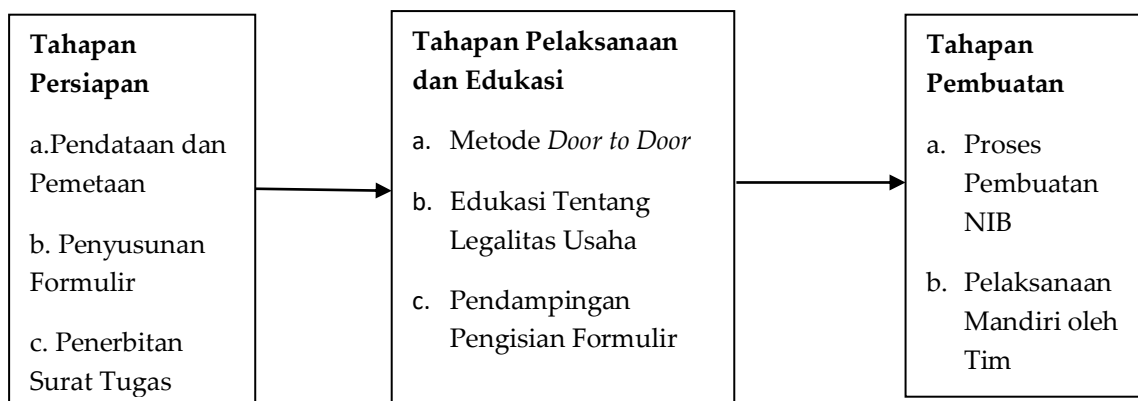 Tahapan
Persiapan
a.Pendataan dan
Pemetaan
b. Penyusunan
Formulir
c. Penerbitan
Surat Tugas
Tahapan Pelaksanaan
dan Edukasi
a. Metode Door to Door
b. Edukasi Tentang
Legalitas Usaha
c. Pendampingan
Pengisian Formulir
Tahapan
Pembuatan
a. Proses
Pembuatan
NIB
b. Pelaksanaan
Mandiri oleh
Tim